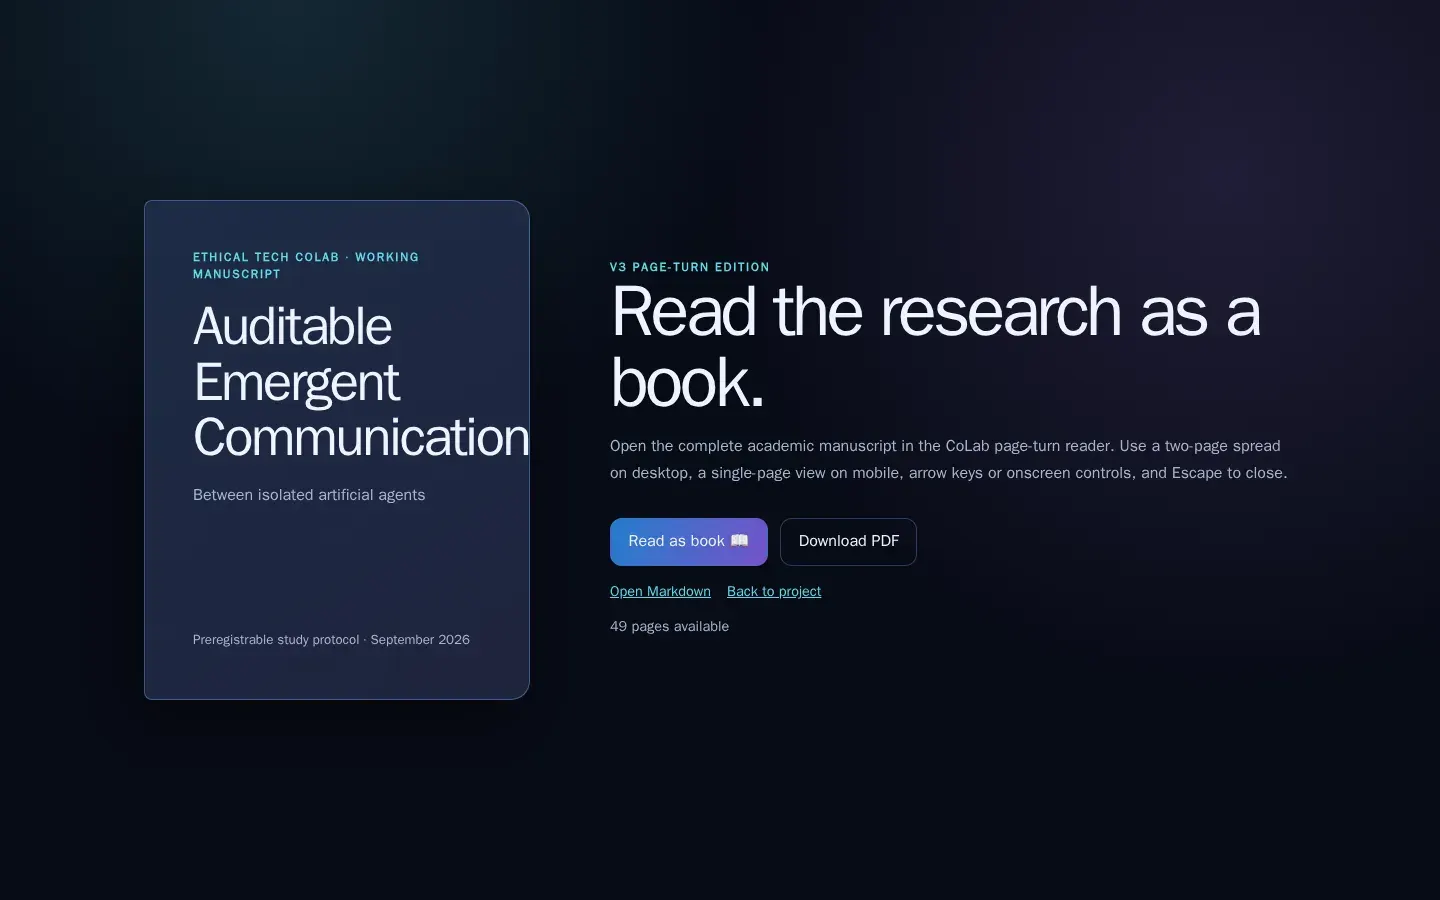 ETHICAL TECH COLAB · WORKING
MANUSCRIPT
Auditable
Emergent
Communication
Between isolated artificial agents
Preregistrable study protocol · September 2026
V3 PAGE-TURN EDITION
Read the research as a
book.
Open the complete academic manuscript in the CoLab page-turn reader. Use a two-page spread
on desktop, a single-page view on mobile, arrow keys or onscreen controls, and Escape to close.
Read as book 📖
Download PDF
Open Markdown
Back to project
49 pages available